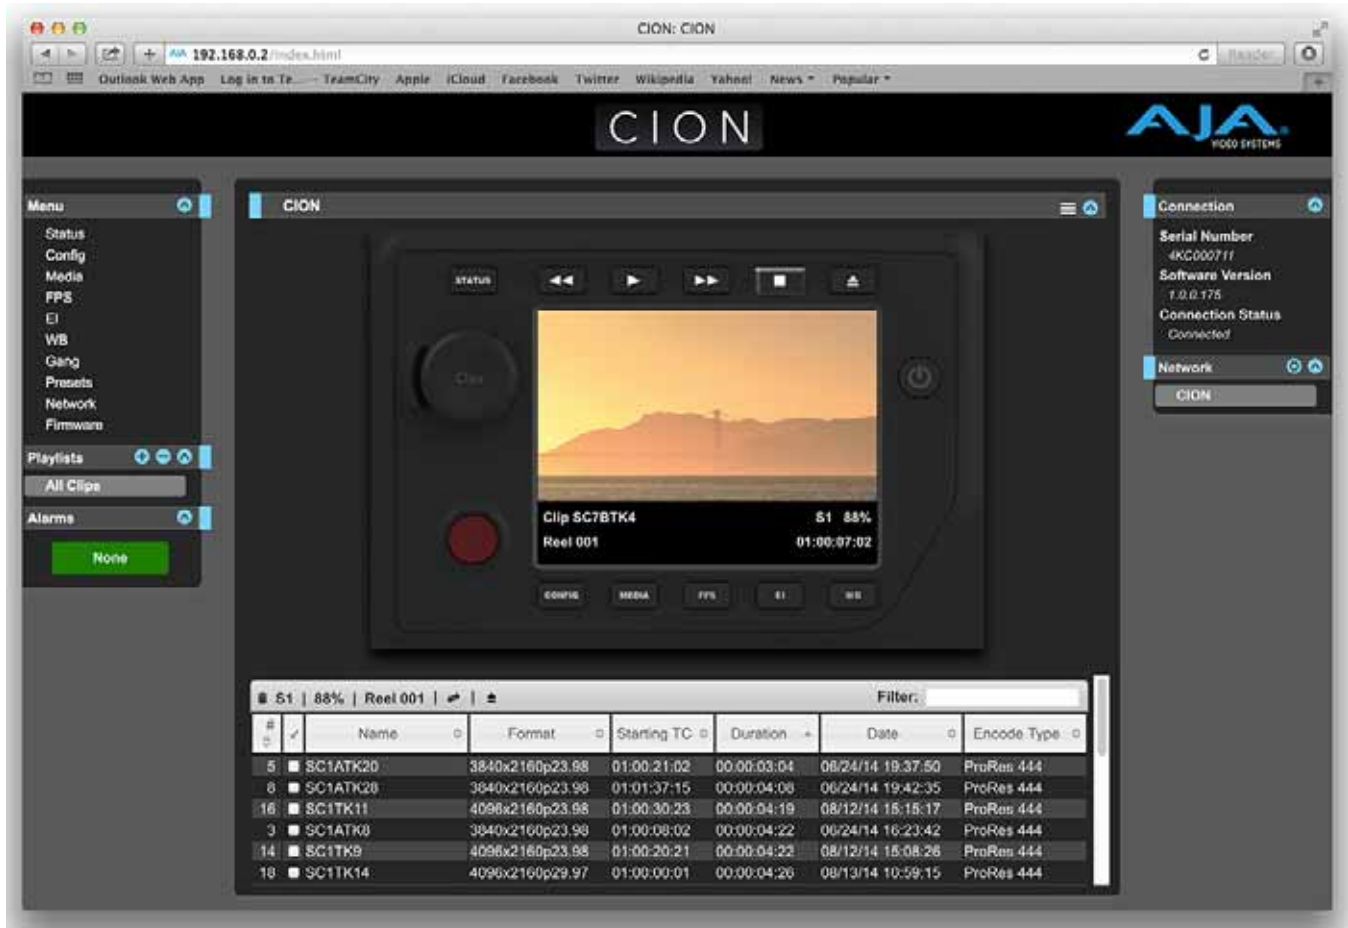 CION: CION
AJA 192.168.0.2/index.html
Reader
Outlook Web App Log in to Te... TeamCity Apple iCloud Facebook Twitter Wikipedia Yahoo! News Popular
CION
AJA
VIDEO SYSTEMS
Menu
Status
Config
Media
FPS
EI
WB
Gang
Presets
Network
Firmware
Playlists
All Clips
Alarms
None
CION
STATUS
Clip SC7BTK4 S1 88%
Reel 001 01:00:07:02
CONFIG MEDIA FPS EI WB
S1 | 88% | Reel 001 | |
Filter:
# Name Format Starting TC Duration Date Encode Type
5 SC1ATK20 3840x2160p23.98 01:00:21:02 00:00:03:04 06/24/14 19:37:50 ProRes 444
8 SC1ATK28 3840x2160p23.98 01:01:37:15 00:00:04:08 06/24/14 19:42:35 ProRes 444
16 SC1TK11 4096x2160p23.98 01:00:30:23 00:00:04:19 08/12/14 15:15:17 ProRes 444
3 SC1ATK8 3840x2160p23.98 01:00:08:02 00:00:04:22 06/24/14 16:23:42 ProRes 444
14 SC1TK9 4096x2160p23.98 01:00:20:21 00:00:04:22 08/12/14 15:08:26 ProRes 444
18 SC1TK14 4096x2160p29.97 01:00:00:01 00:00:04:26 08/13/14 10:59:15 ProRes 444
Connection
Serial Number
4KC000711
Software Version
1.0.0.175
Connection Status
Connected
Network
CION